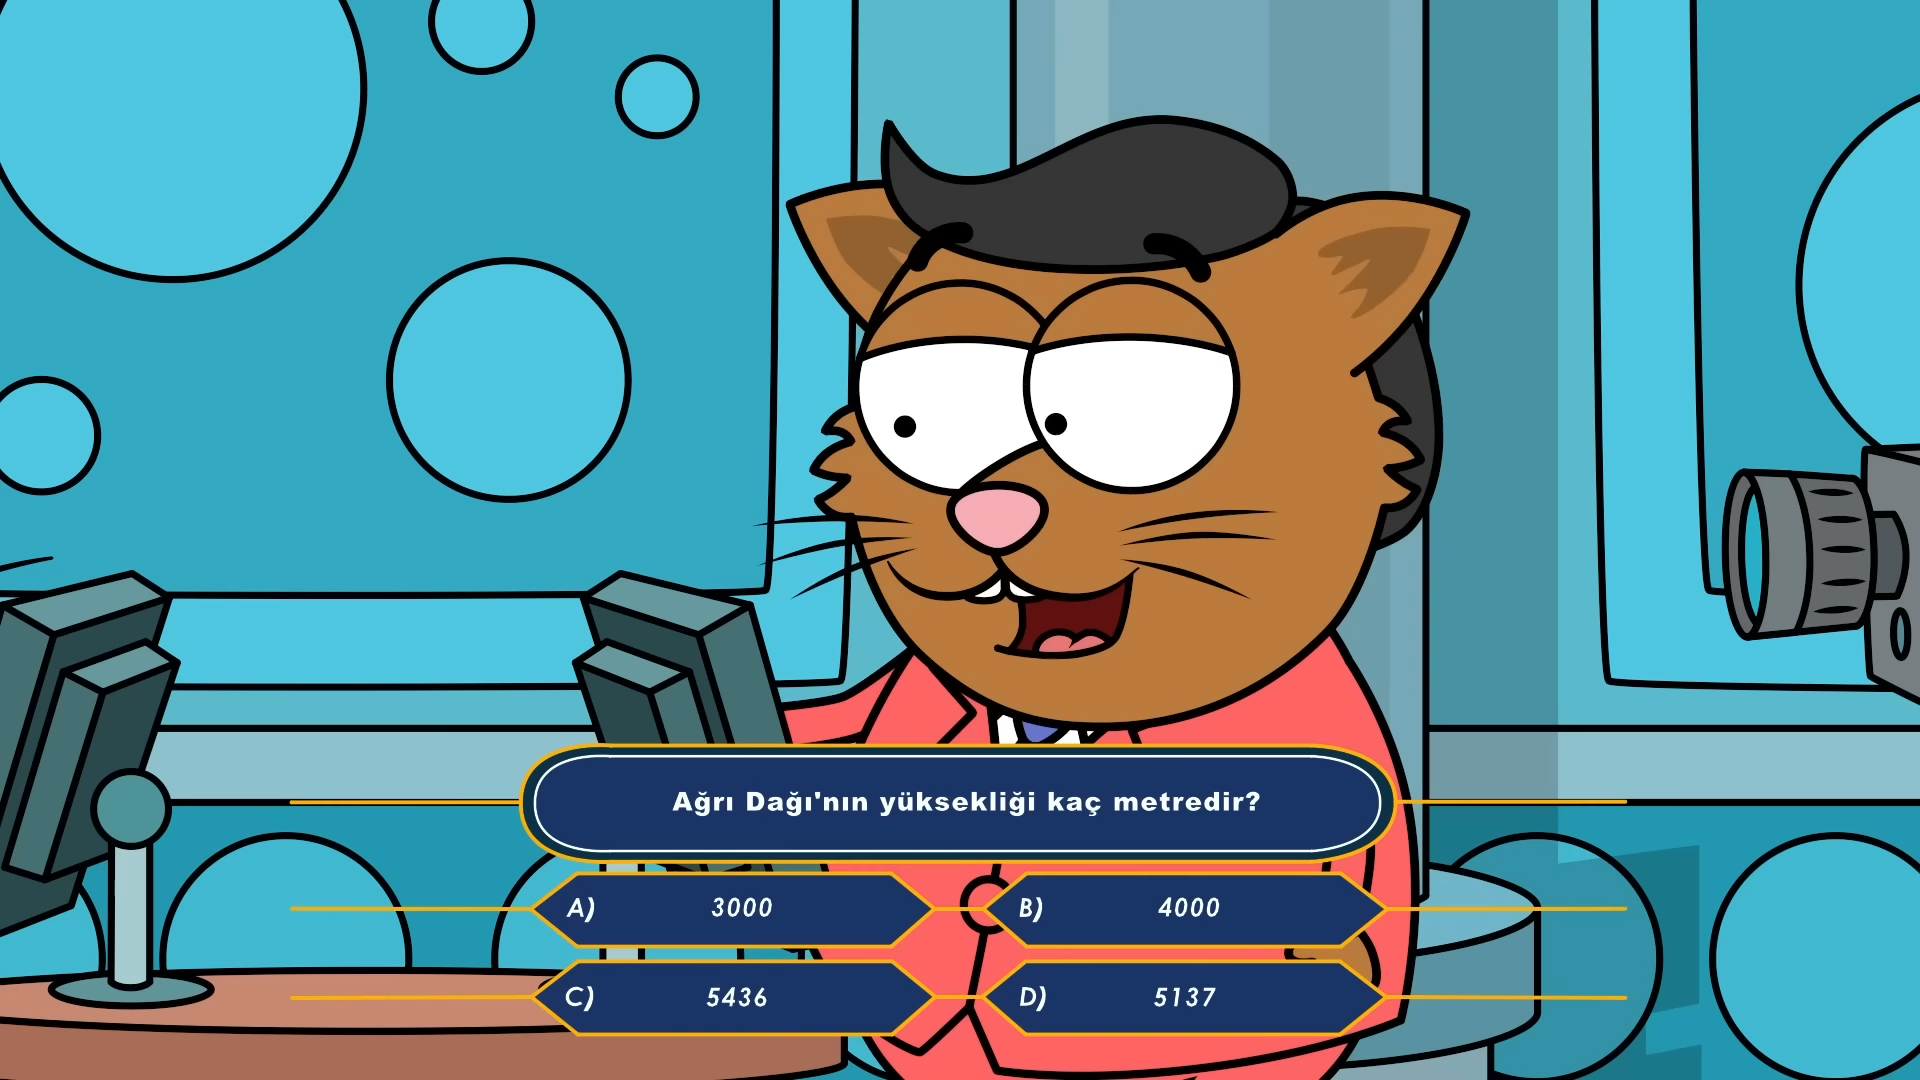 Ağrı Dağı'nın yüksekliği kaç metredir?
A) 3000
B) 4000
C) 5436
D) 5137